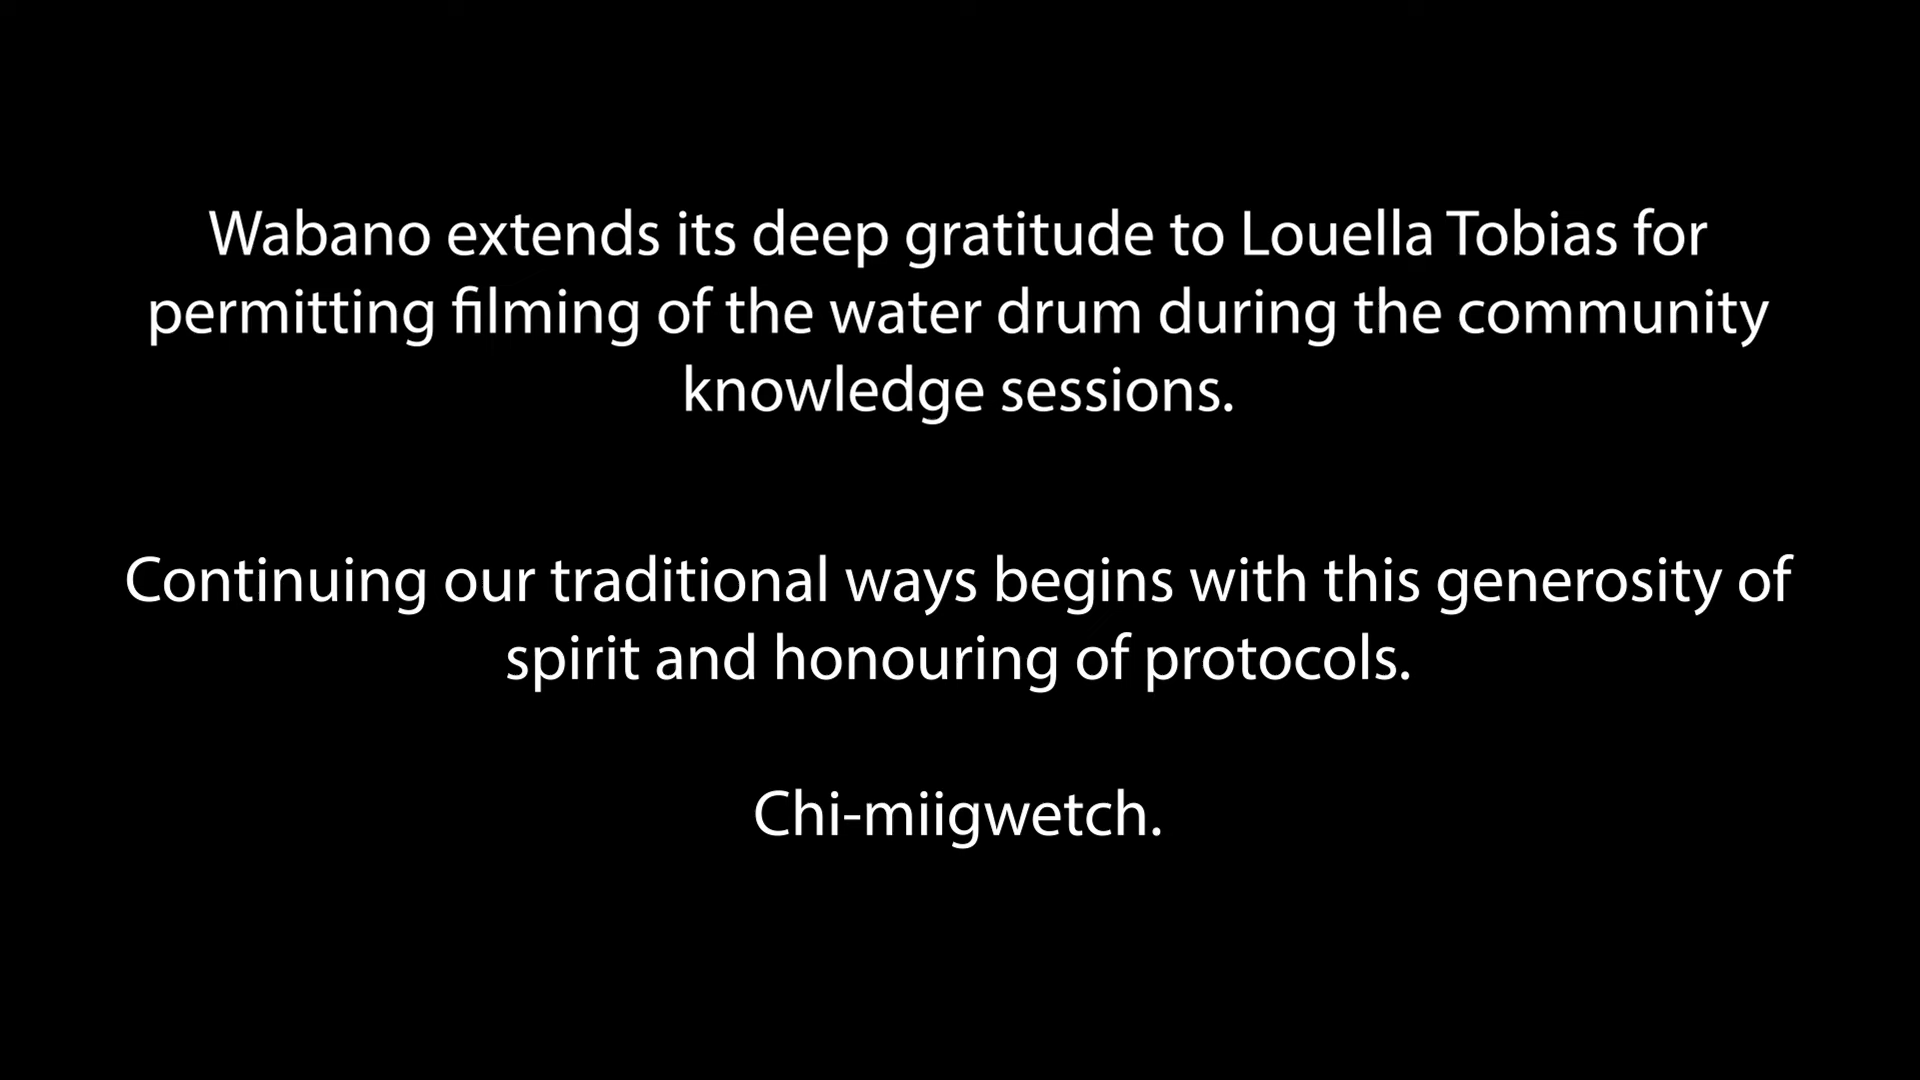 Wabano extends its deep gratitude to Louella Tobias for
permitting filming of the water drum during the community
knowledge sessions.
Continuing our traditional ways begins with this generosity of
spirit and honouring of protocols.
Chi-miigwetch.